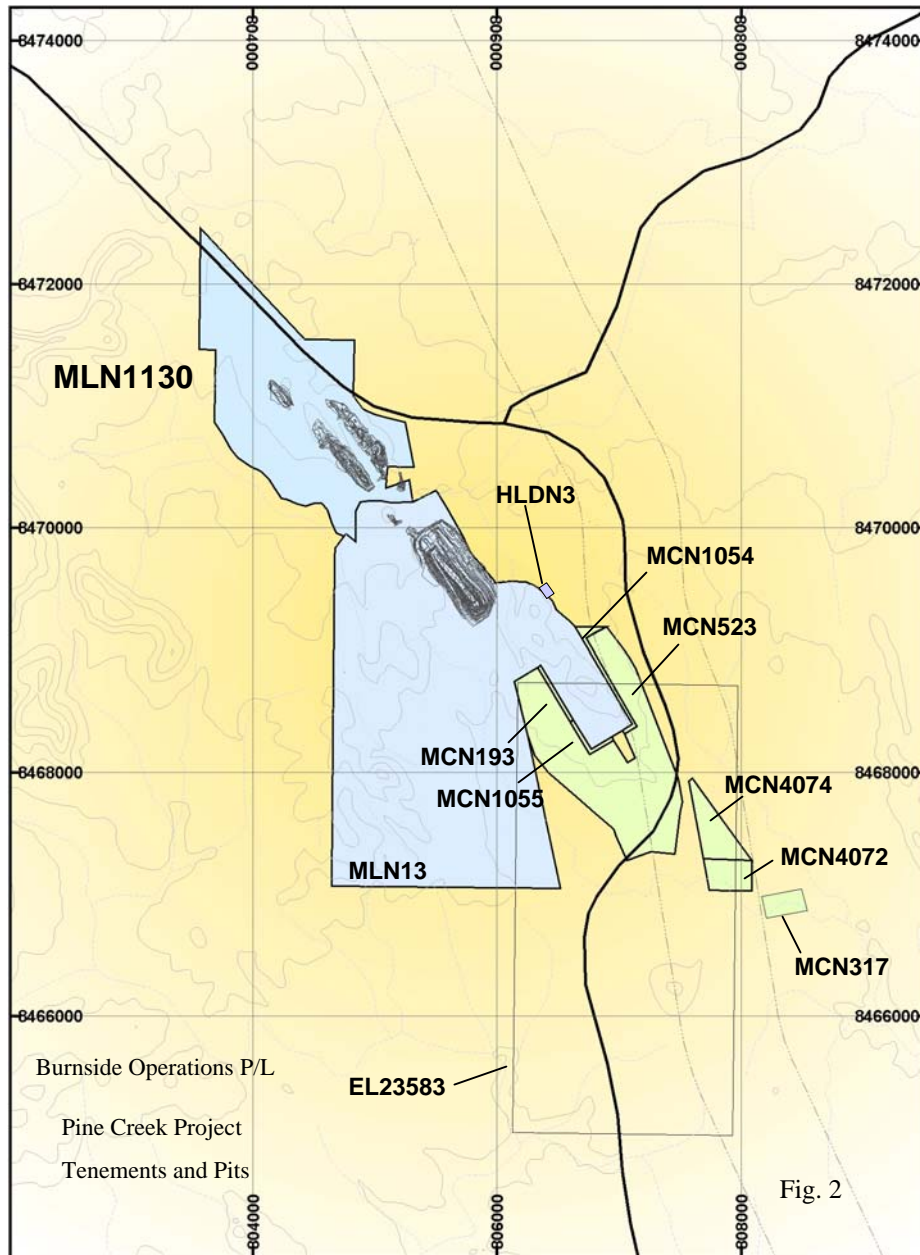 804000
806000
808000
8474000
8474000
8472000
8472000
MLN1130
8470000
8470000
HLDN3
MCN1054
MCN523
MCN193
8468000
8468000
MCN1055
MCN4074
MCN4072
MLN13
MCN317
8466000
8466000
Burnside Operations P/L
EL23583
Pine Creek Project
Tenements and Pits
Fig. 2
804000
806000
808000